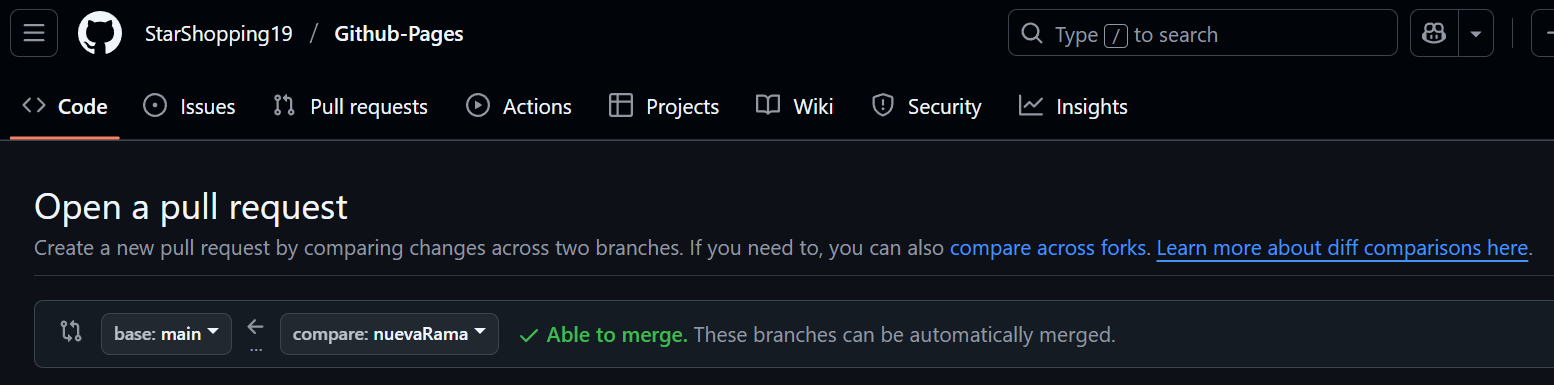 StarShopping19 / Github-Pages Type / to search
Code Issues Pull requests Actions Projects Wiki Security Insights
Open a pull request
Create a new pull request by comparing changes across two branches. If you need to, you can also compare across forks. Learn more about diff comparisons here.
base: main ... compare: nuevaRama Able to merge. These branches can be automatically merged.